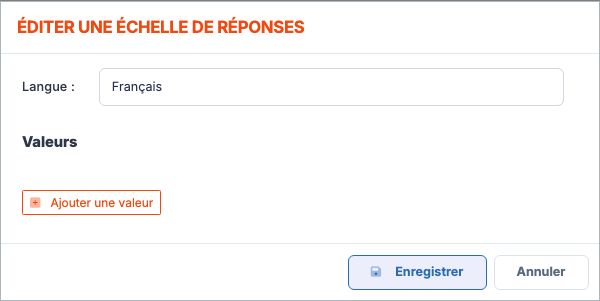 ÉDITER UNE ÉCHELLE DE RÉPONSES
Langue : Français
Valeurs
Ajouter une valeur
Enregistrer Annuler